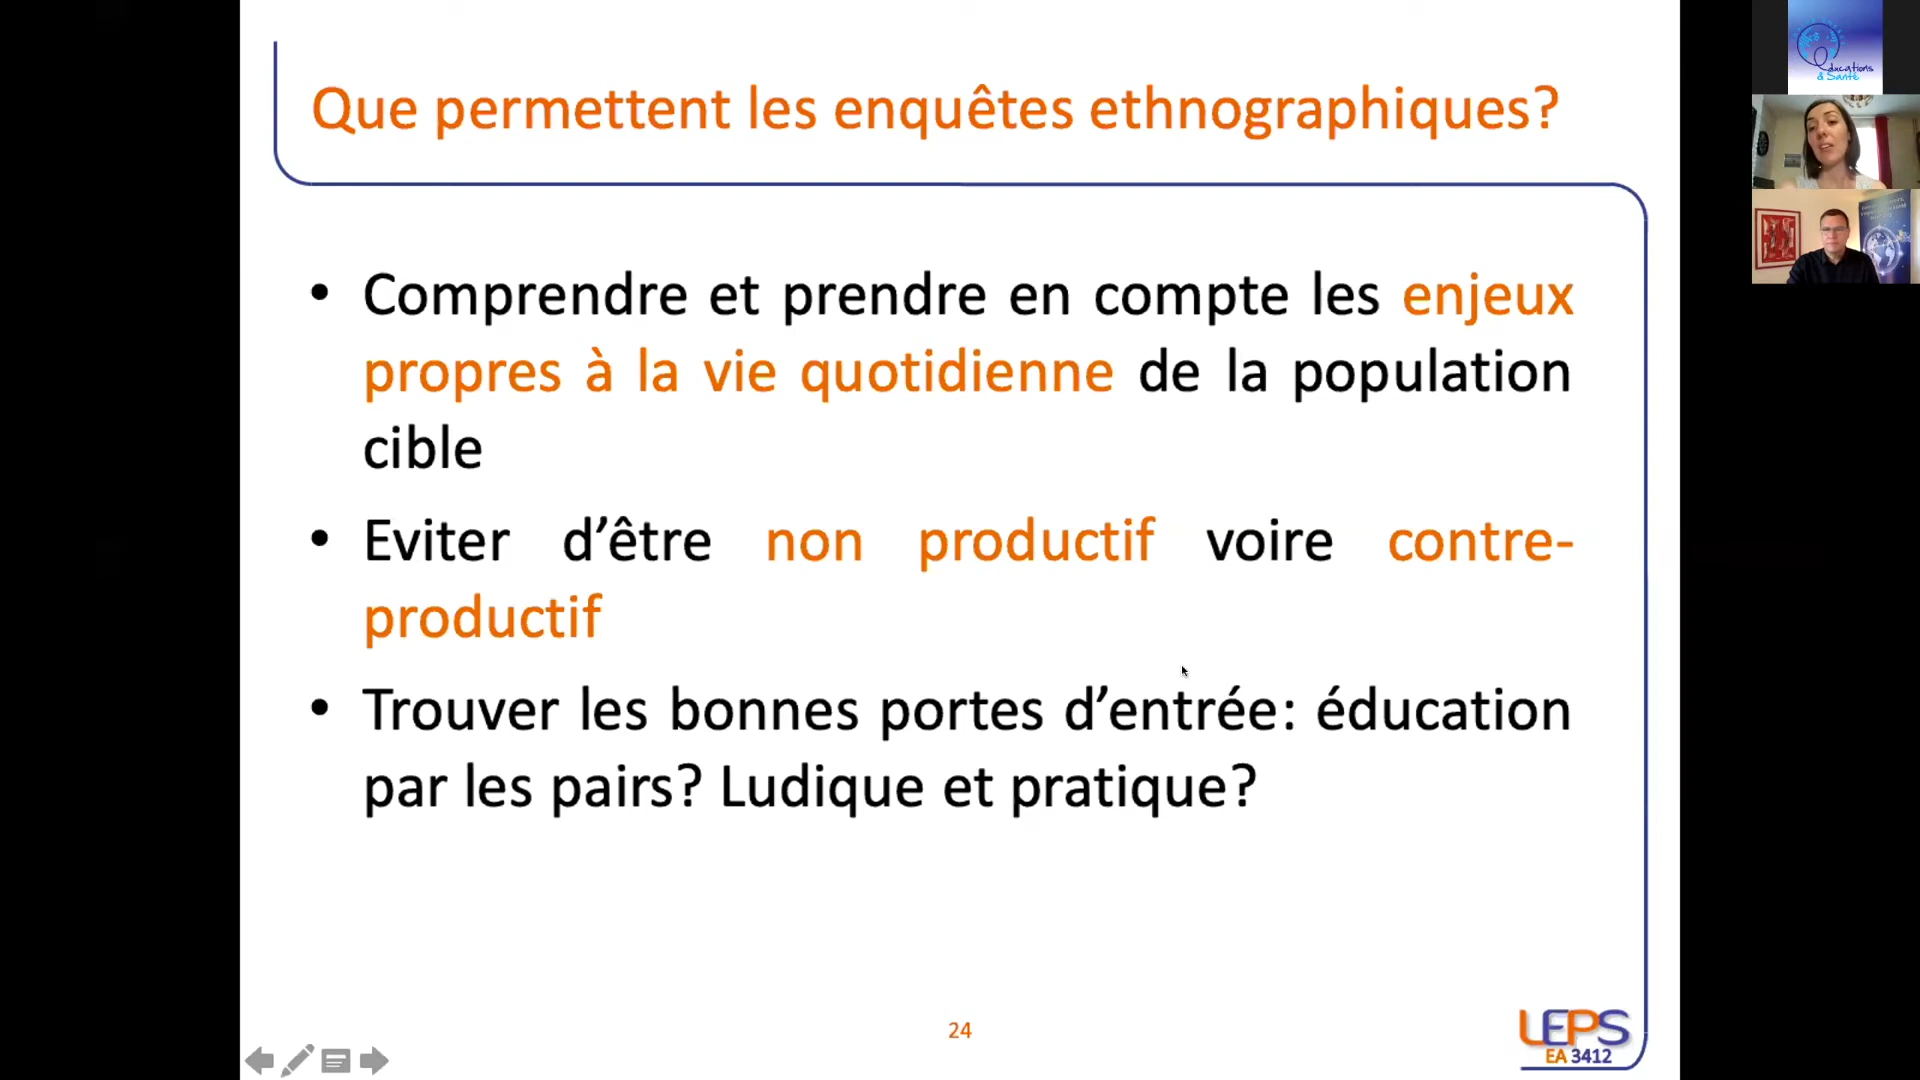 Que permettent les enquêtes ethnographiques?
• Comprendre et prendre en compte les enjeux
propres à la vie quotidienne de la population
cible
• Eviter d’être non productif voire contre-
productif
• Trouver les bonnes portes d’entrée: éducation
par les pairs? Ludique et pratique?
24
LEPS
EA 3412
Educations
& Santé